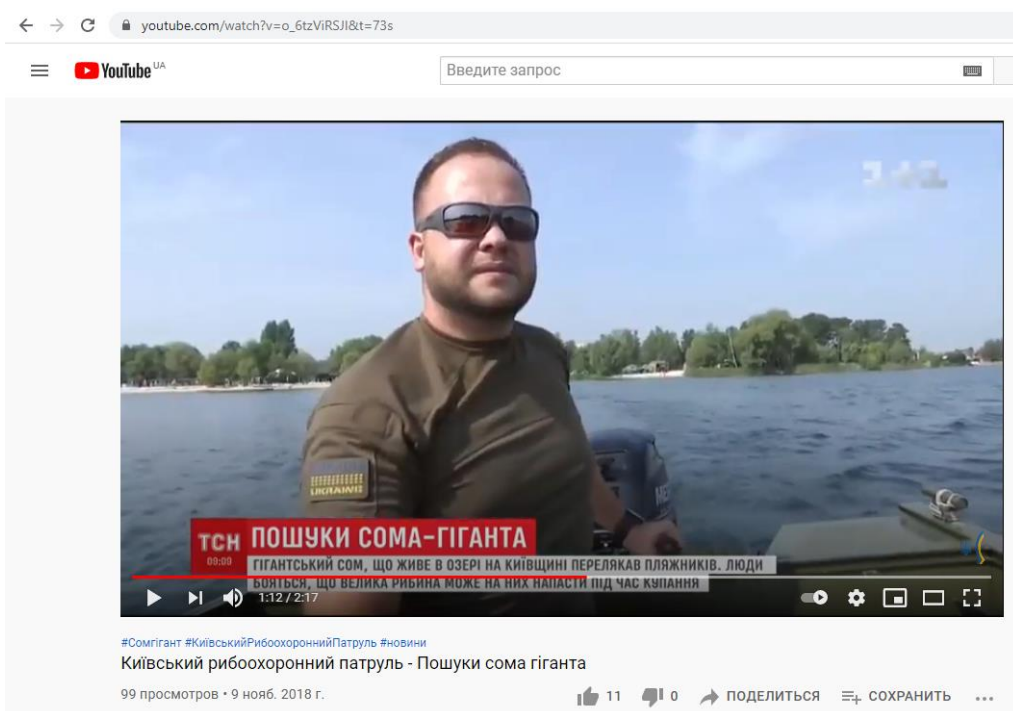 youtube.com/watch?v=o_6tzViRSJI&t=73s
YouTube UA
Введите запрос
1+1
UKRAINE
ТСН
09:09
ПОШУКИ СОМА-ГІГАНТА
ГІГАНТСЬКИЙ СОМ, ЩО ЖИВЕ В ОЗЕРІ НА КИЇВЩИНІ ПЕРЕЛЯКАВ ПЛЯЖНИКІВ. ЛЮДИ
БОЯТЬСЯ, ЩО ВЕЛИКА РИБИНА МОЖЕ НА НИХ НАПАСТИ ПІД ЧАС КУПАННЯ
1:12 / 2:17
#Сомгігант #КиївськийРибоохороннийПатруль #новини
Київський рибоохоронний патруль - Пошуки сома гіганта
99 просмотров • 9 нояб. 2018 г.
11
0
ПОДЕЛИТЬСЯ
СОХРАНИТЬ